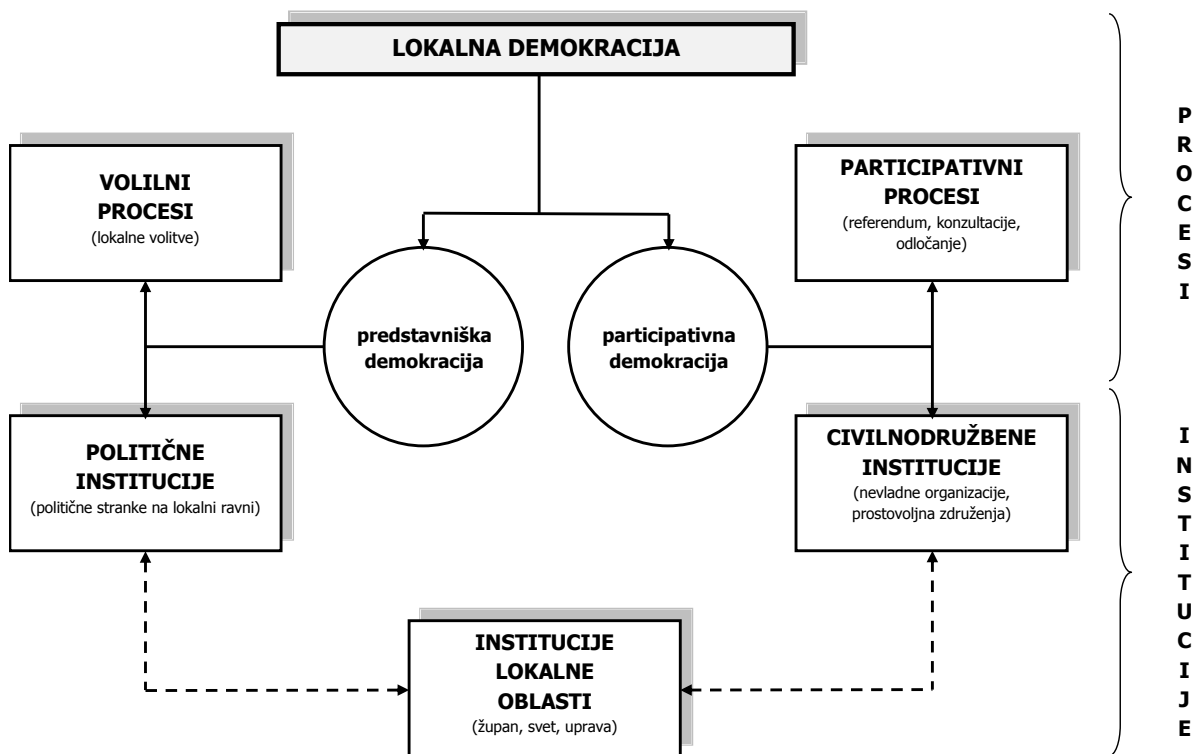 LOKALNA DEMOKRACIJA
VOLILNI
PROCESI
(lokalne volitve)
PARTICIPATIVNI
PROCESI
(referendum, konzultacije,
odločanje)
predstavniška
demokracija
participativna
demokracija
POLITIČNE
INSTITUCIJE
(politične stranke na lokalni ravni)
CIVILNODRUŽBENE
INSTITUCIJE
(nevladne organizacije,
prostovoljna združenja)
INSTITUCIJE
LOKALNE
OBLASTI
(župan, svet, uprava)
P
R
O
C
E
S
I
I
N
S
T
I
T
U
C
I
J
E